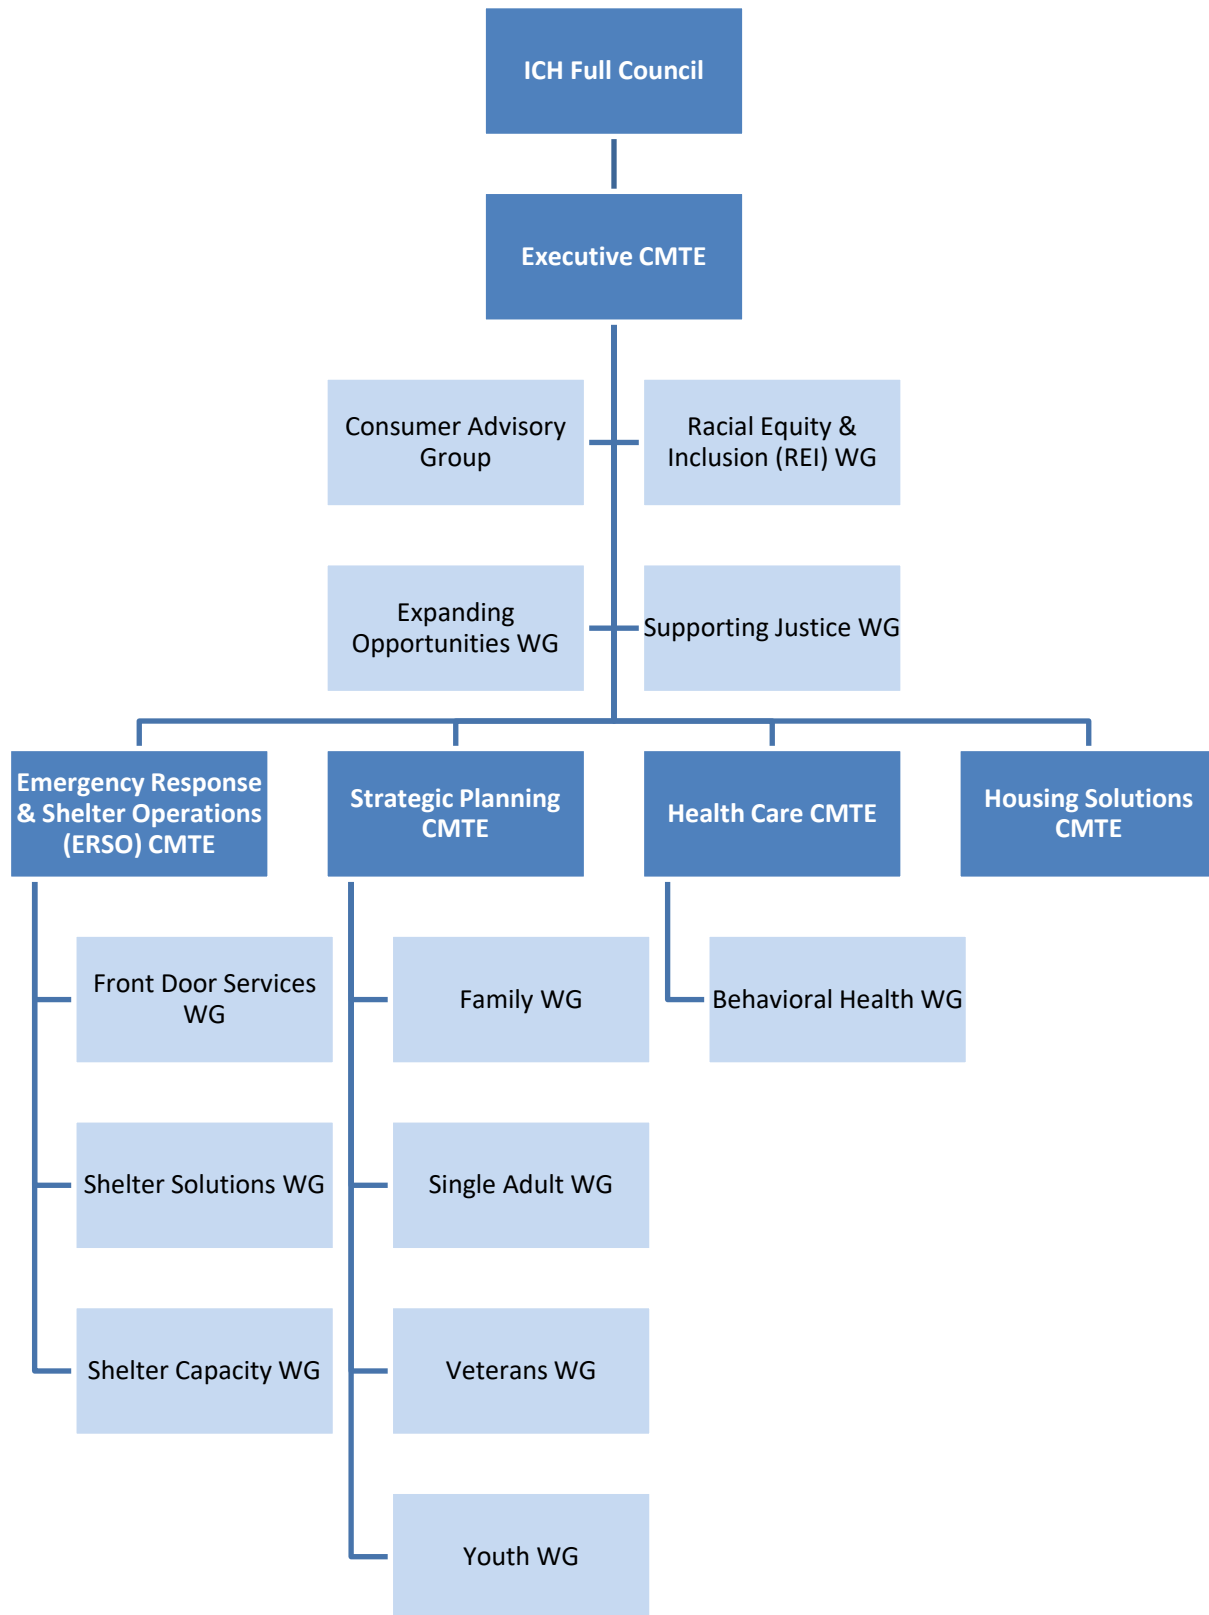 ICH Full Council
Executive CMTE
Consumer Advisory
Group
Racial Equity &
Inclusion (REI) WG
Expanding
Opportunities WG
Supporting Justice WG
Emergency Response
& Shelter Operations
(ERSO) CMTE
Strategic Planning
CMTE
Health Care CMTE
Housing Solutions
CMTE
Front Door Services
WG
Family WG
Behavioral Health WG
Shelter Solutions WG
Single Adult WG
Shelter Capacity WG
Veterans WG
Youth WG